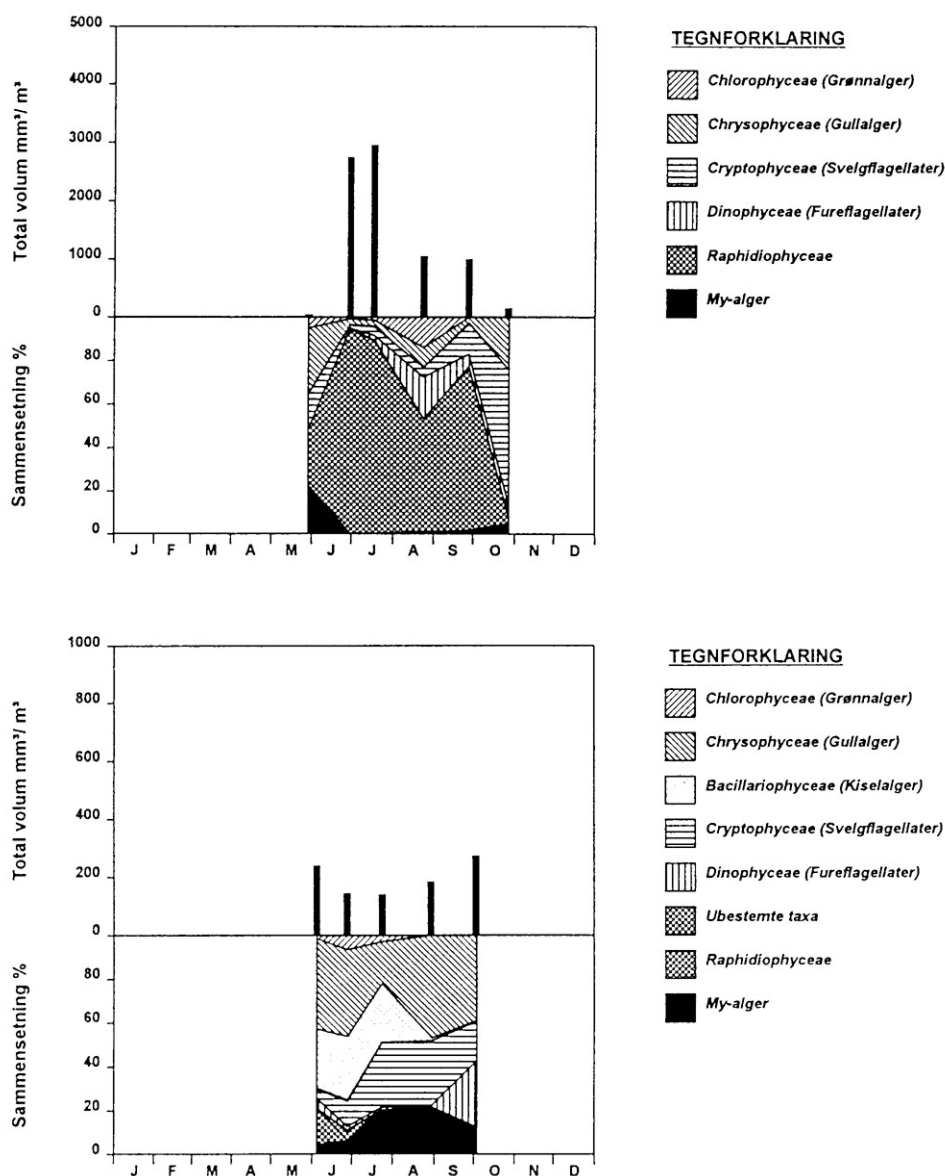 5000
4000
3000
2000
1000
0
Total volum mm³/ m³
80
60
40
20
0
Sammensetning %
J F M A M J J A S O N D
TEGNFORKLARING
Chlorophyceae (Grønnalger)
Chrysophyceae (Gullalger)
Cryptophyceae (Svelgflagellater)
Dinophyceae (Fureflagellater)
Raphidiophyceae
My-alger
1000
800
600
400
200
0
Total volum mm³/ m³
80
60
40
20
0
Sammensetning %
J F M A M J J A S O N D
TEGNFORKLARING
Chlorophyceae (Grønnalger)
Chrysophyceae (Gullalger)
Bacillariophyceae (Kiselalger)
Cryptophyceae (Svelgflagellater)
Dinophyceae (Fureflagellater)
Ubestemte taxa
Raphidiophyceae
My-alger